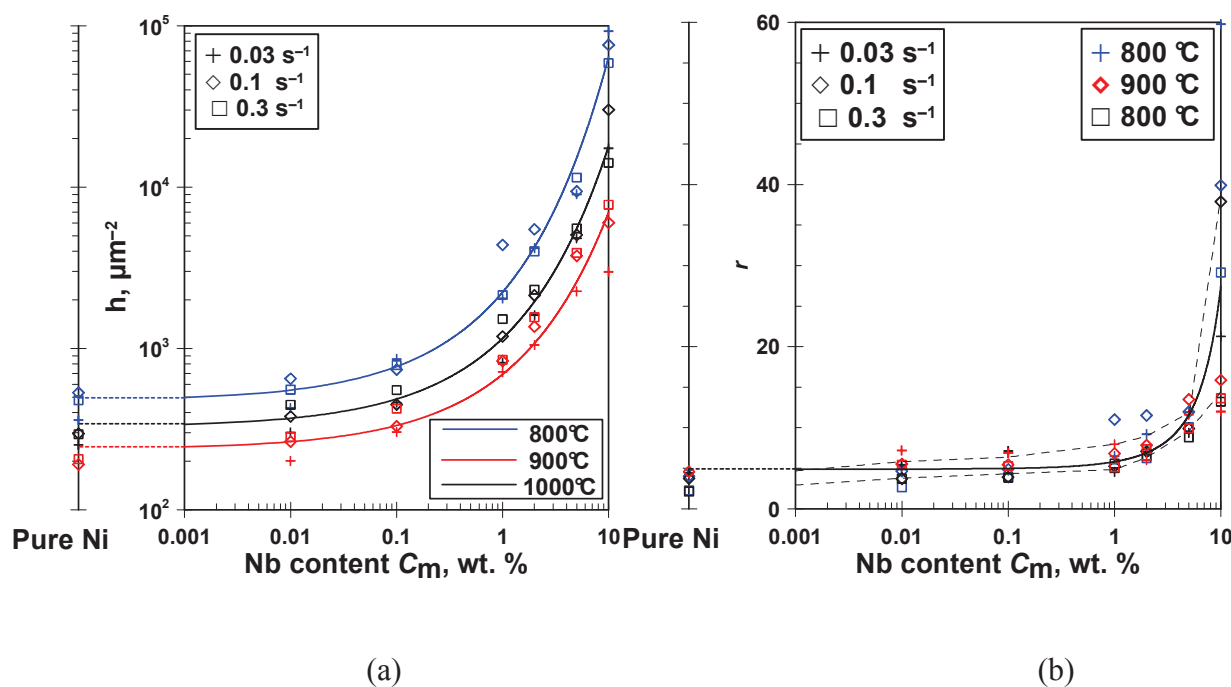 10⁵
10⁴
10³
10²
h, µm⁻²
0.03 s⁻¹
0.1 s⁻¹
0.3 s⁻¹
800°C
900°C
1000°C
Pure Ni
0.001 0.01 0.1 1 10
Nb content Cm, wt. %
(a)
60
40
20
0
r
0.03 s⁻¹
0.1 s⁻¹
0.3 s⁻¹
800 °C
900 °C
800 °C
Pure Ni
0.001 0.01 0.1 1 10
Nb content Cm, wt. %
(b)